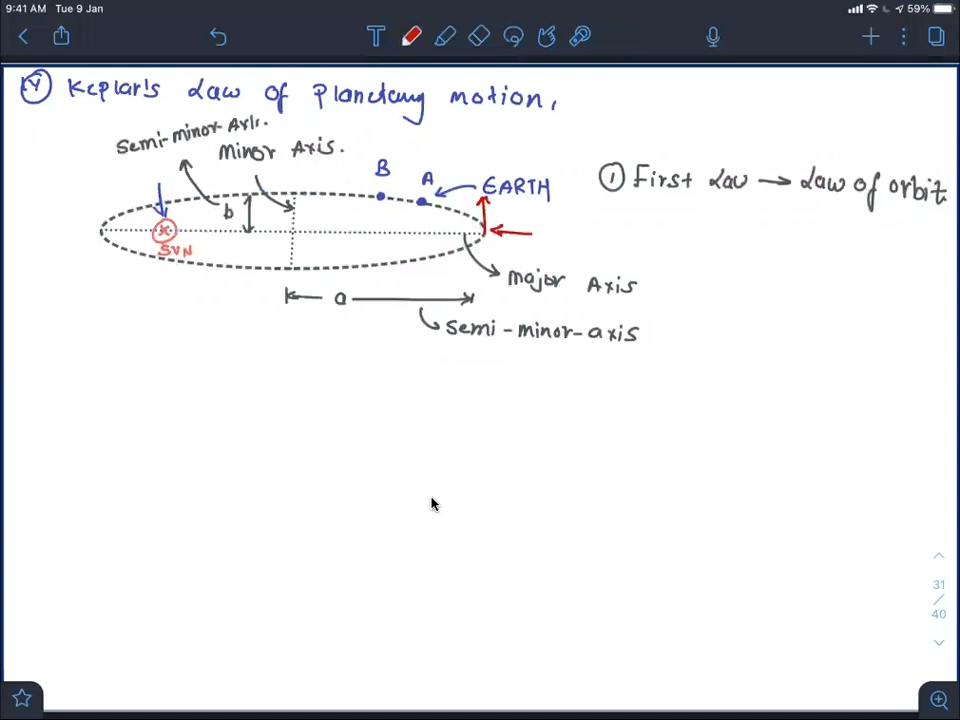 9:41 AM Tue 9 Jan
59%
T
IV Keplar's Law of Planetary motion,
Semi-minor-Axis.
Minor Axis.
B
A
EARTH
① First Law → Law of orbit
b
SUN
major Axis
a
Semi-minor-axis
31
/
40